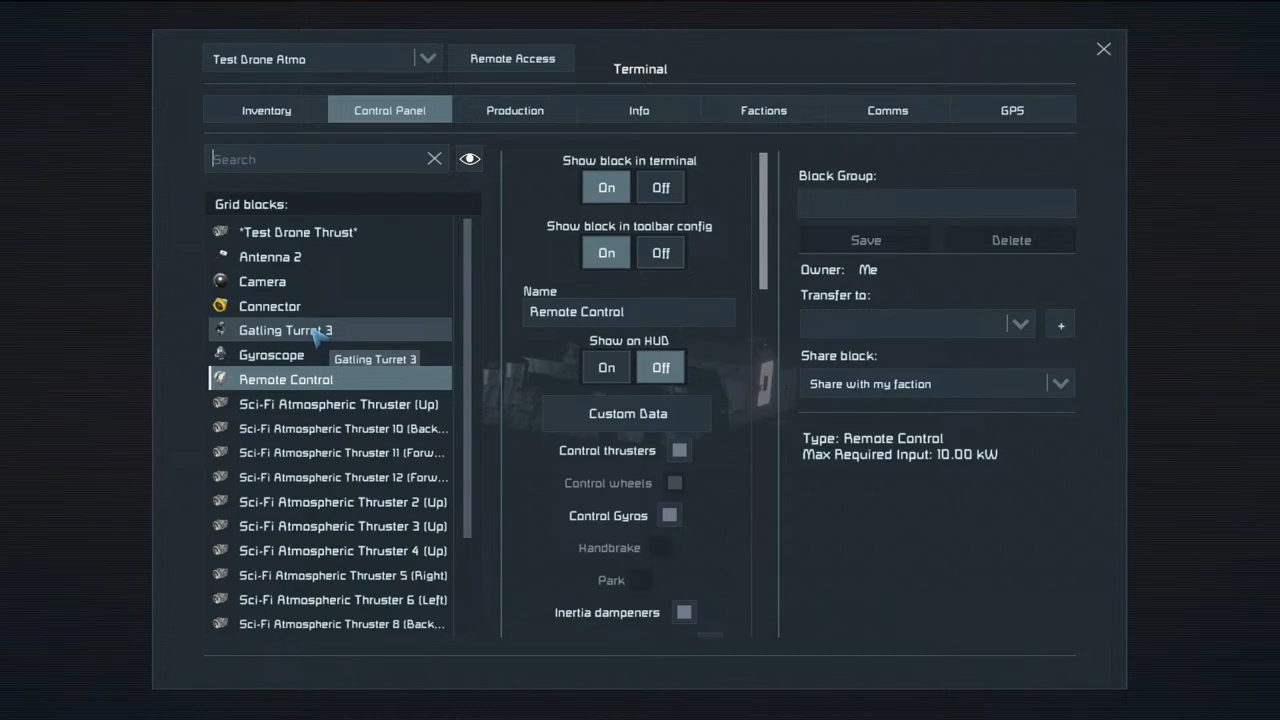 Test Drone Atmo
Remote Access
Terminal
Inventory
Control Panel
Production
Info
Factions
Comms
GPS
Search
Grid blocks:
*Test Drone Thrust*
Antenna 2
Camera
Connector
Gatling Turret 3
Gyroscope
Gatling Turret 3
Remote Control
Sci-Fi Atmospheric Thruster (Up)
Sci-Fi Atmospheric Thruster 10 (Back...
Sci-Fi Atmospheric Thruster 11 (Forw...
Sci-Fi Atmospheric Thruster 12 (Forw...
Sci-Fi Atmospheric Thruster 2 (Up)
Sci-Fi Atmospheric Thruster 3 (Up)
Sci-Fi Atmospheric Thruster 4 (Up)
Sci-Fi Atmospheric Thruster 5 (Right)
Sci-Fi Atmospheric Thruster 6 (Left)
Sci-Fi Atmospheric Thruster 8 (Back...
Show block in terminal
On Off
Show block in toolbar config
On Off
Name
Remote Control
Show on HUD
On Off
Custom Data
Control thrusters
Control wheels
Control Gyros
Handbrake
Park
Inertia dampeners
Block Group:
Save
Delete
Owner: Me
Transfer to:
+
Share block:
Share with my faction
Type: Remote Control
Max Required Input: 10.00 kW